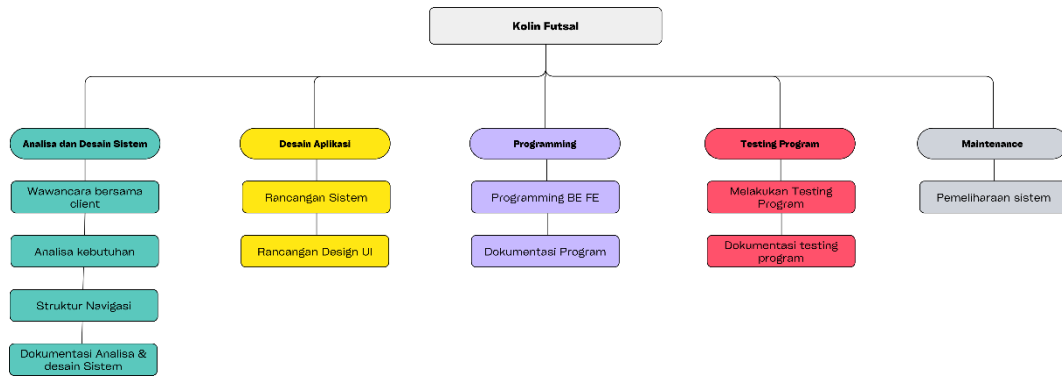 Kolin Futsal
Analisa dan Desain Sistem
Wawancara bersama
client
Analisa kebutuhan
Struktur Navigasi
Dokumentasi Analisa &
desain Sistem
Desain Aplikasi
Rancangan Sistem
Rancangan Design UI
Programming
Programming BE FE
Dokumentasi Program
Testing Program
Melakukan Testing
Program
Dokumentasi testing
program
Maintenance
Pemeliharaan sistem